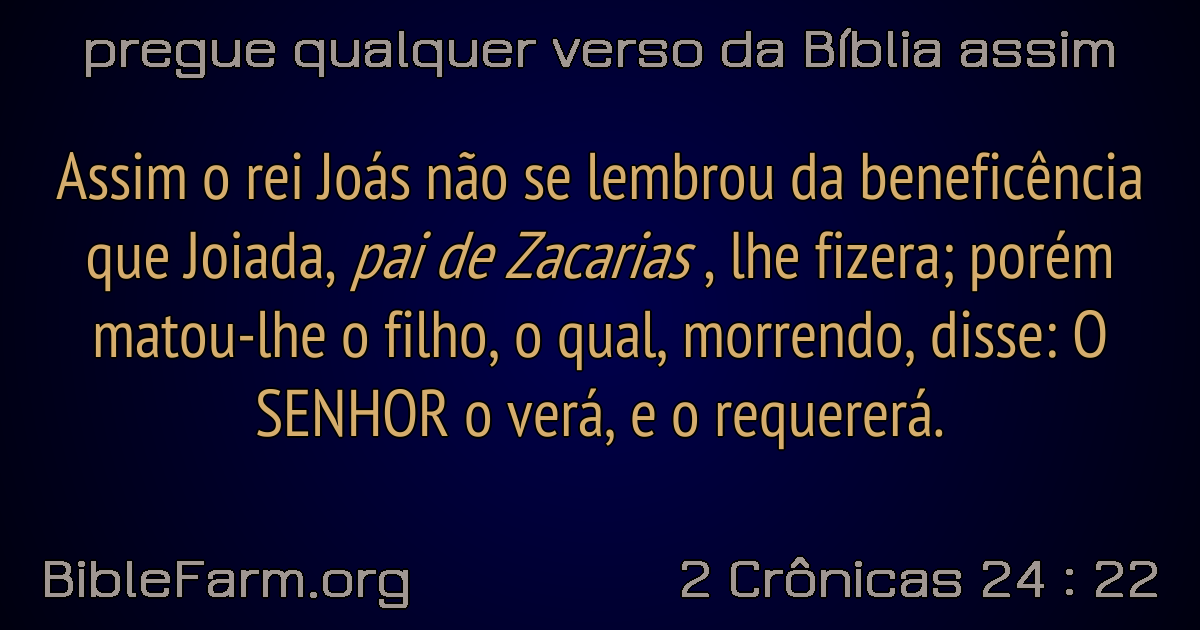 pregue qualquer verso da Bíblia assim
Assim o rei Joás não se lembrou da beneficência
que Joiada, pai de Zacarias , lhe fizera; porém
matou-lhe o filho, o qual, morrendo, disse: O
SENHOR o verá, e o requererá.
BibleFarm.org
2 Crônicas 24 : 22